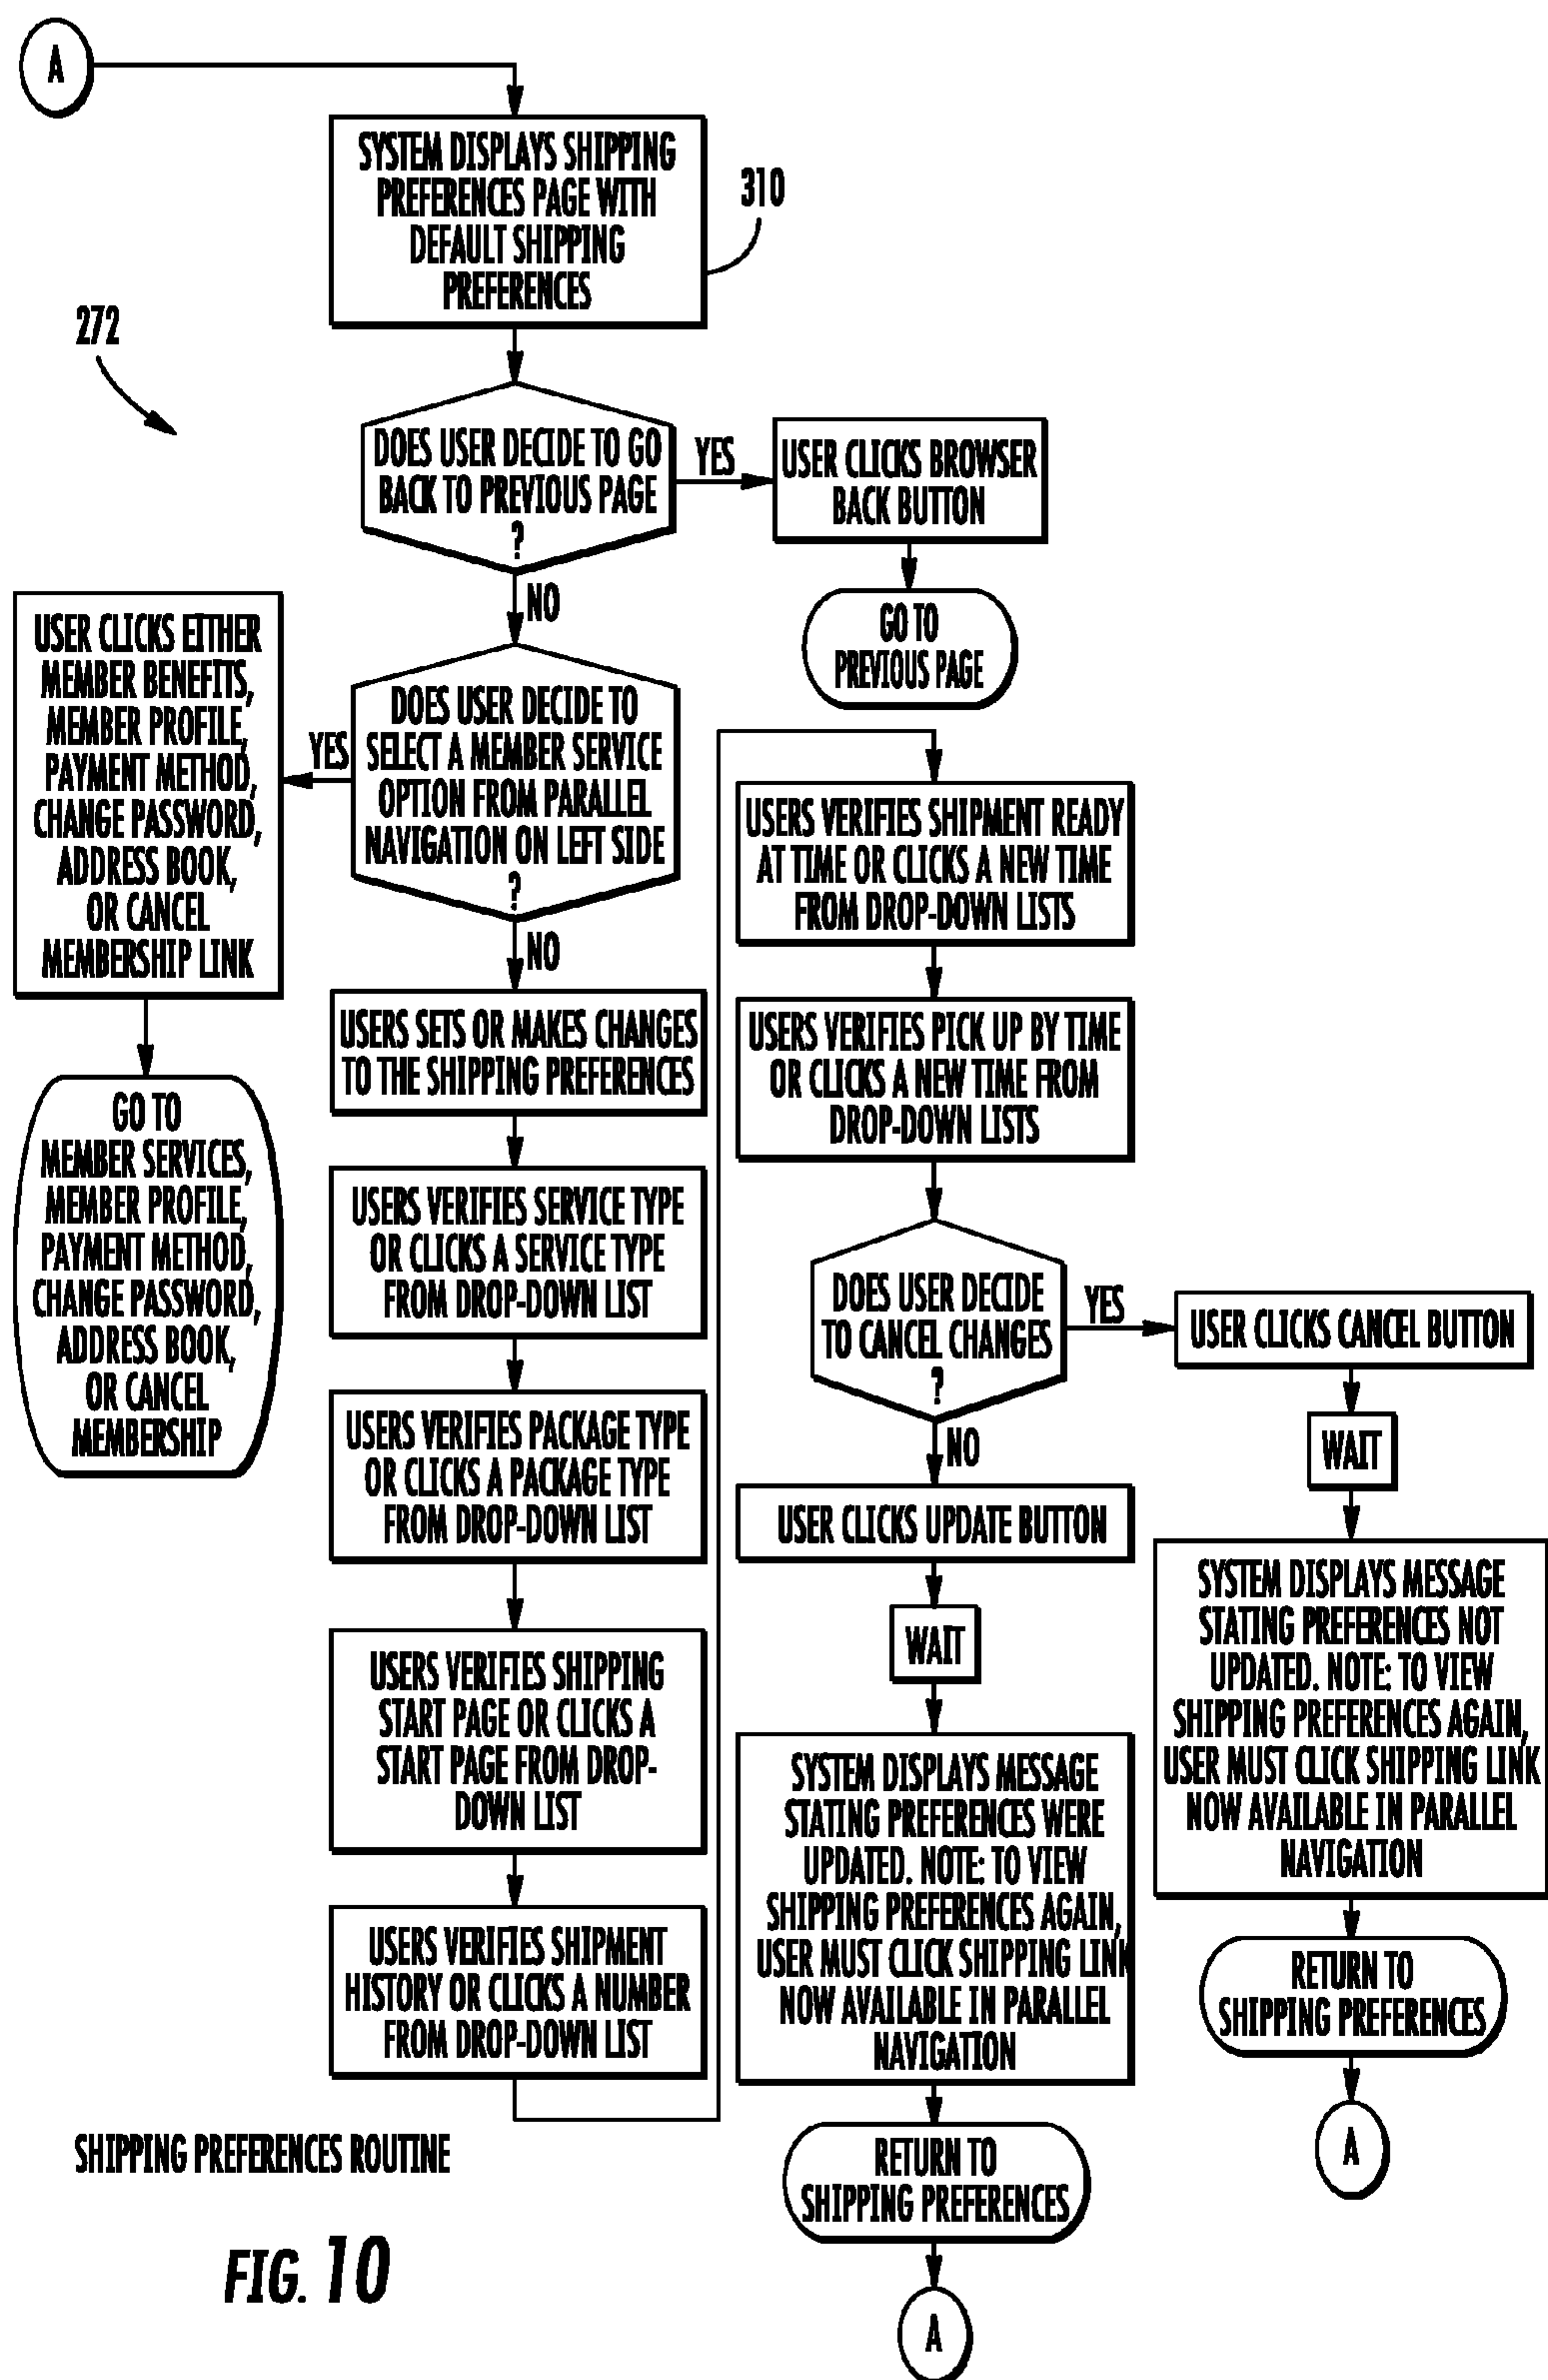 A
SYSTEM DISPLAYS SHIPPING
PREFERENCES PAGE WITH
DEFAULT SHIPPING
PREFERENCES
310
272
DOES USER DECIDE TO GO
BACK TO PREVIOUS PAGE
?
YES
USER CLICKS BROWSER
BACK BUTTON
GO TO
PREVIOUS PAGE
NO
DOES USER DECIDE TO
SELECT A MEMBER SERVICE
OPTION FROM PARALLEL
NAVIGATION ON LEFT SIDE
?
YES
USER CLICKS EITHER
MEMBER BENEFITS,
MEMBER PROFILE,
PAYMENT METHOD,
CHANGE PASSWORD,
ADDRESS BOOK,
OR CANCEL
MEMBERSHIP LINK
GO TO
MEMBER SERVICES,
MEMBER PROFILE,
PAYMENT METHOD,
CHANGE PASSWORD,
ADDRESS BOOK,
OR CANCEL
MEMBERSHIP
NO
USERS SETS OR MAKES CHANGES
TO THE SHIPPING PREFERENCES
USERS VERIFIES SERVICE TYPE
OR CLICKS A SERVICE TYPE
FROM DROP-DOWN LIST
USERS VERIFIES PACKAGE TYPE
OR CLICKS A PACKAGE TYPE
FROM DROP-DOWN LIST
USERS VERIFIES SHIPPING
START PAGE OR CLICKS A
START PAGE FROM DROP-
DOWN LIST
USERS VERIFIES SHIPMENT
HISTORY OR CLICKS A NUMBER
FROM DROP-DOWN LIST
USERS VERIFIES SHIPMENT READY
AT TIME OR CLICKS A NEW TIME
FROM DROP-DOWN LISTS
USERS VERIFIES PICK UP BY TIME
OR CLICKS A NEW TIME FROM
DROP-DOWN LISTS
DOES USER DECIDE
TO CANCEL CHANGES
?
YES
USER CLICKS CANCEL BUTTON
WAIT
SYSTEM DISPLAYS MESSAGE
STATING PREFERENCES NOT
UPDATED. NOTE: TO VIEW
SHIPPING PREFERENCES AGAIN,
USER MUST CLICK SHIPPING LINK
NOW AVAILABLE IN PARALLEL
NAVIGATION
RETURN TO
SHIPPING PREFERENCES
A
NO
USER CLICKS UPDATE BUTTON
WAIT
SYSTEM DISPLAYS MESSAGE
STATING PREFERENCES WERE
UPDATED. NOTE: TO VIEW
SHIPPING PREFERENCES AGAIN,
USER MUST CLICK SHIPPING LINK
NOW AVAILABLE IN PARALLEL
NAVIGATION
RETURN TO
SHIPPING PREFERENCES
A
SHIPPING PREFERENCES ROUTINE
FIG. 10